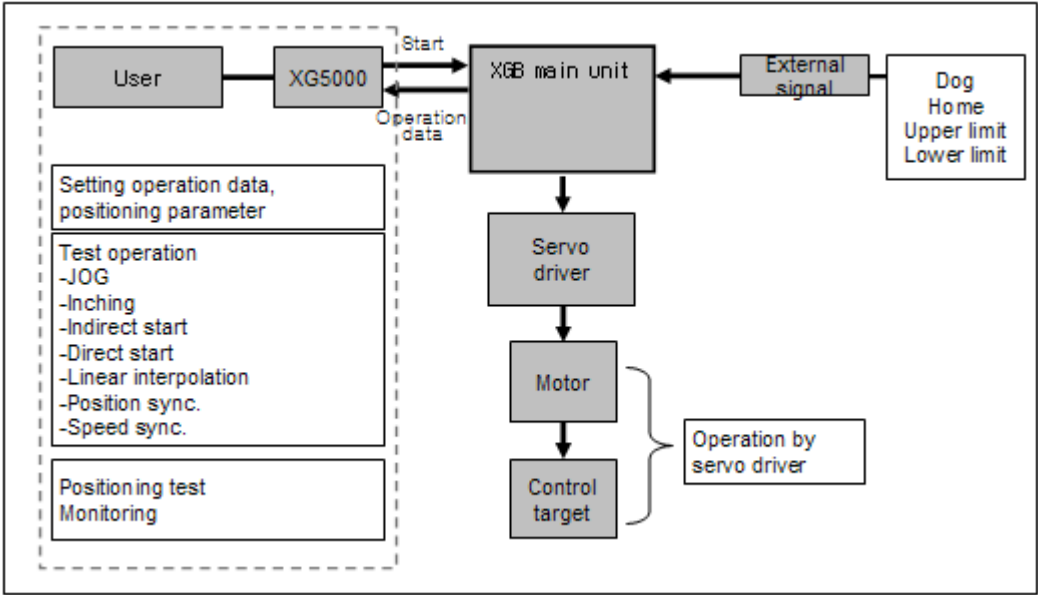 User
XG5000
Start
Operation
data
XGB main unit
External
signal
Dog
Home
Upper limit
Lower limit
Setting operation data,
positioning parameter
Test operation
-JOG
-Inching
-Indirect start
-Direct start
-Linear interpolation
-Position sync.
-Speed sync.
Positioning test
Monitoring
Servo
driver
Motor
Control
target
Operation by
servo driver